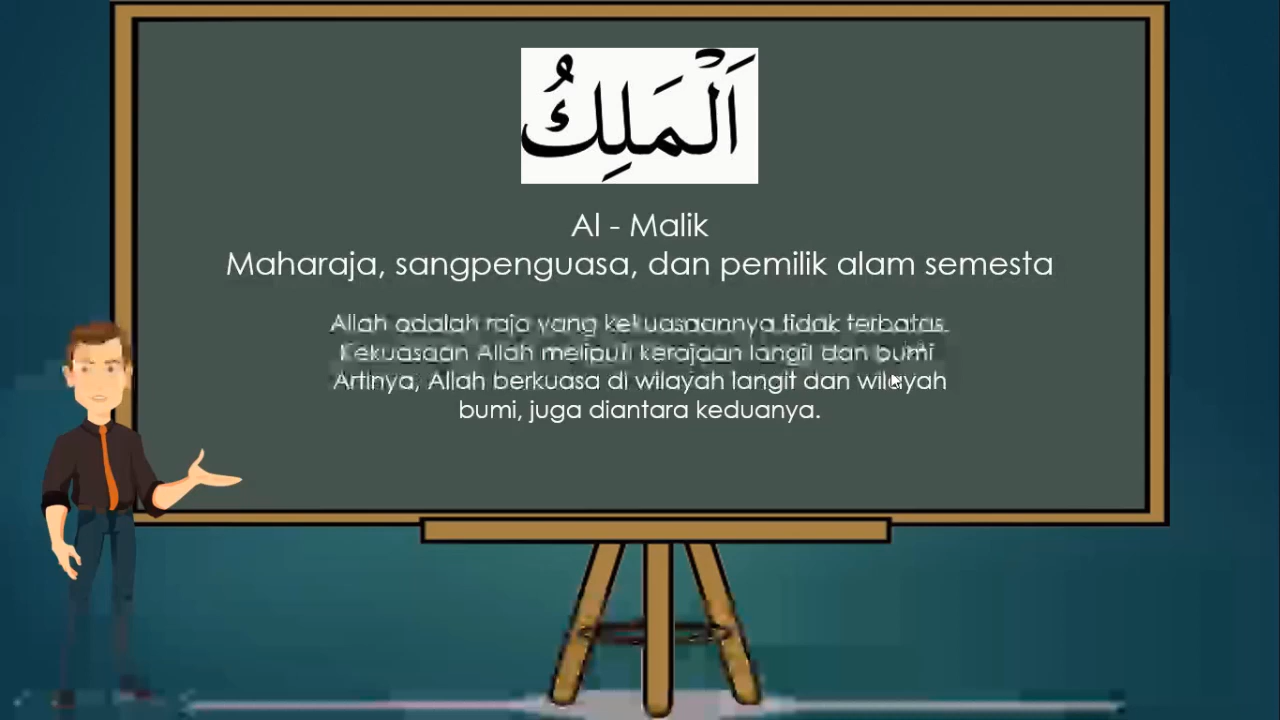 اَلْمَلِكُ
Al - Malik
Maharaja, sangpenguasa, dan pemilik alam semesta
Allah adalah raja yang kekuasaannya tidak terbatas.
Kekuasaan Allah meliputi kerajaan langit dan bumi
Artinya, Allah berkuasa di wilayah langit dan wilayah
bumi, juga diantara keduanya.